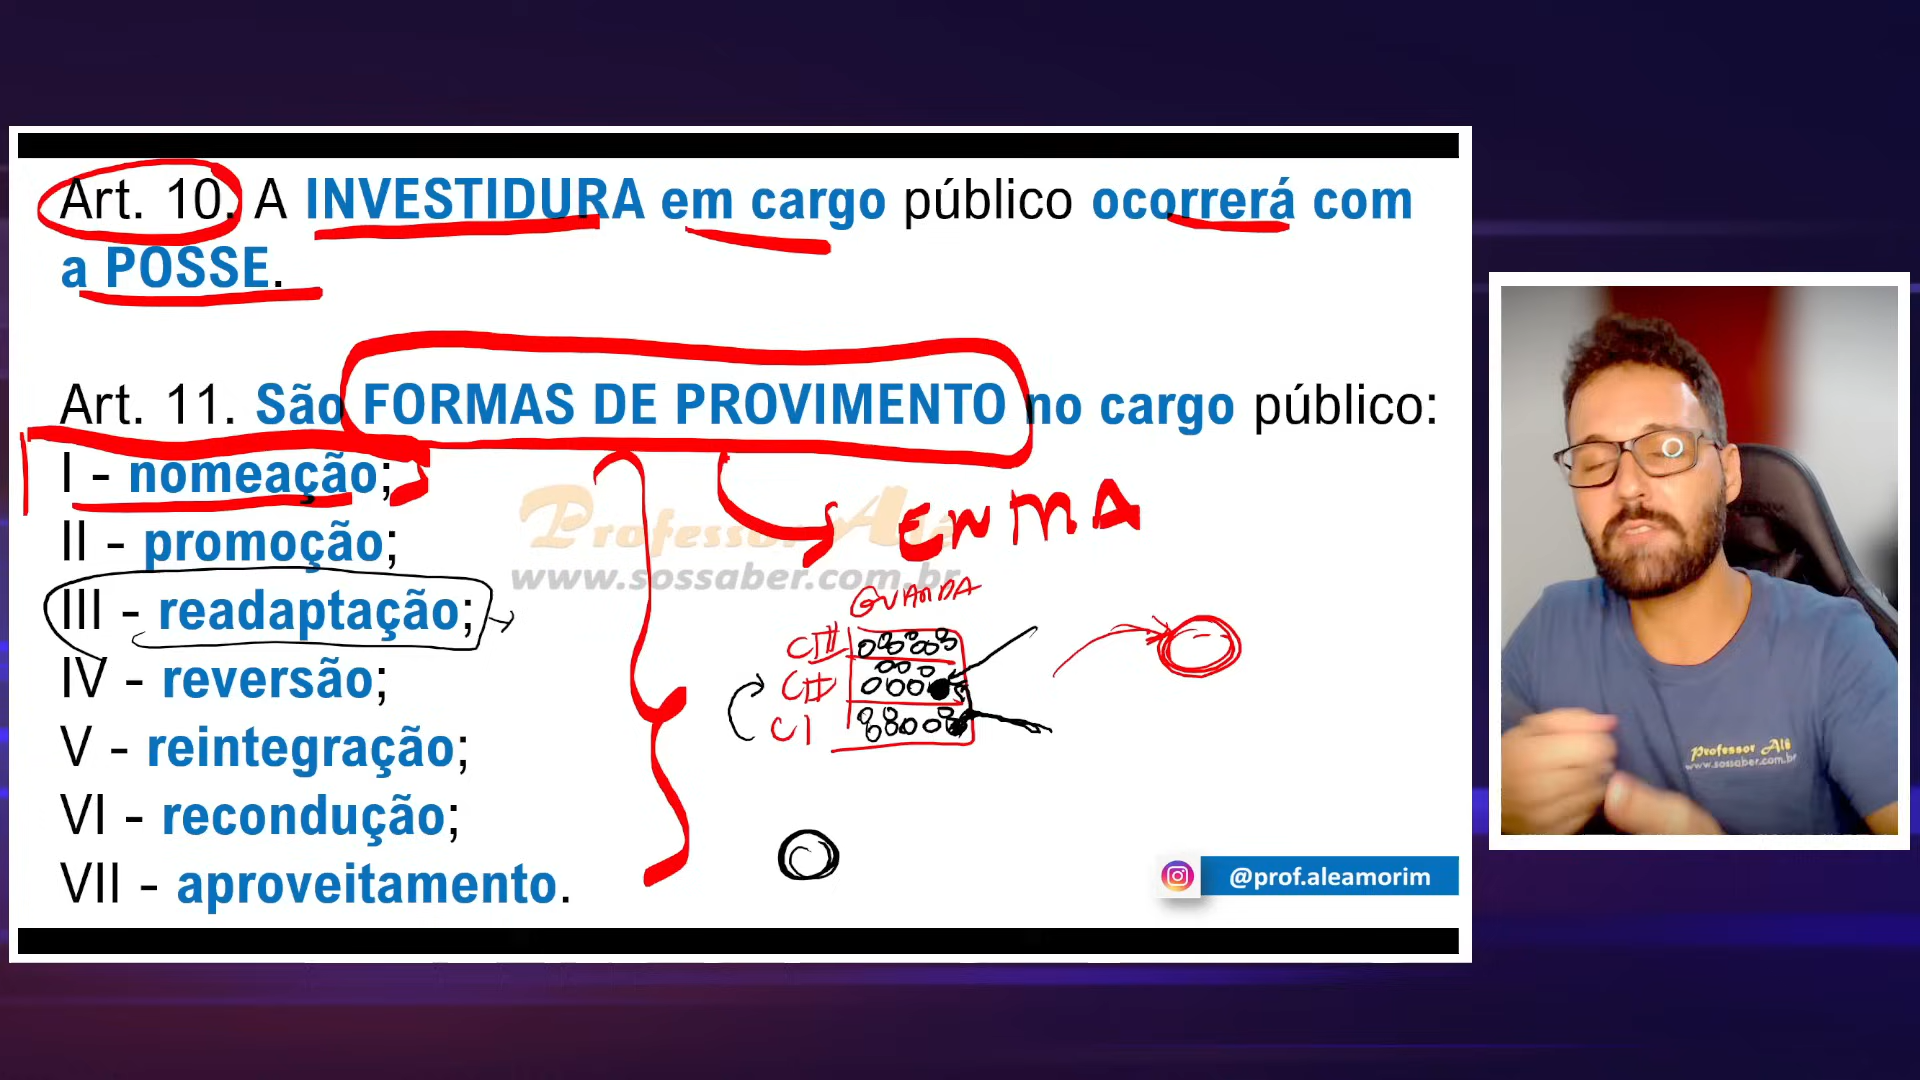 Art. 10. A INVESTIDURA em cargo público ocorrerá com
a POSSE.
Art. 11. São FORMAS DE PROVIMENTO no cargo público:
I - nomeação;
II - promoção;
III - readaptação;
IV - reversão;
V - reintegração;
VI - recondução;
VII - aproveitamento.
Professor Alê
www.sossaber.com.br
GUARDA
CIII
CII
CI
@prof.aleamorim
Professor Alê
www.sossaber.com.br